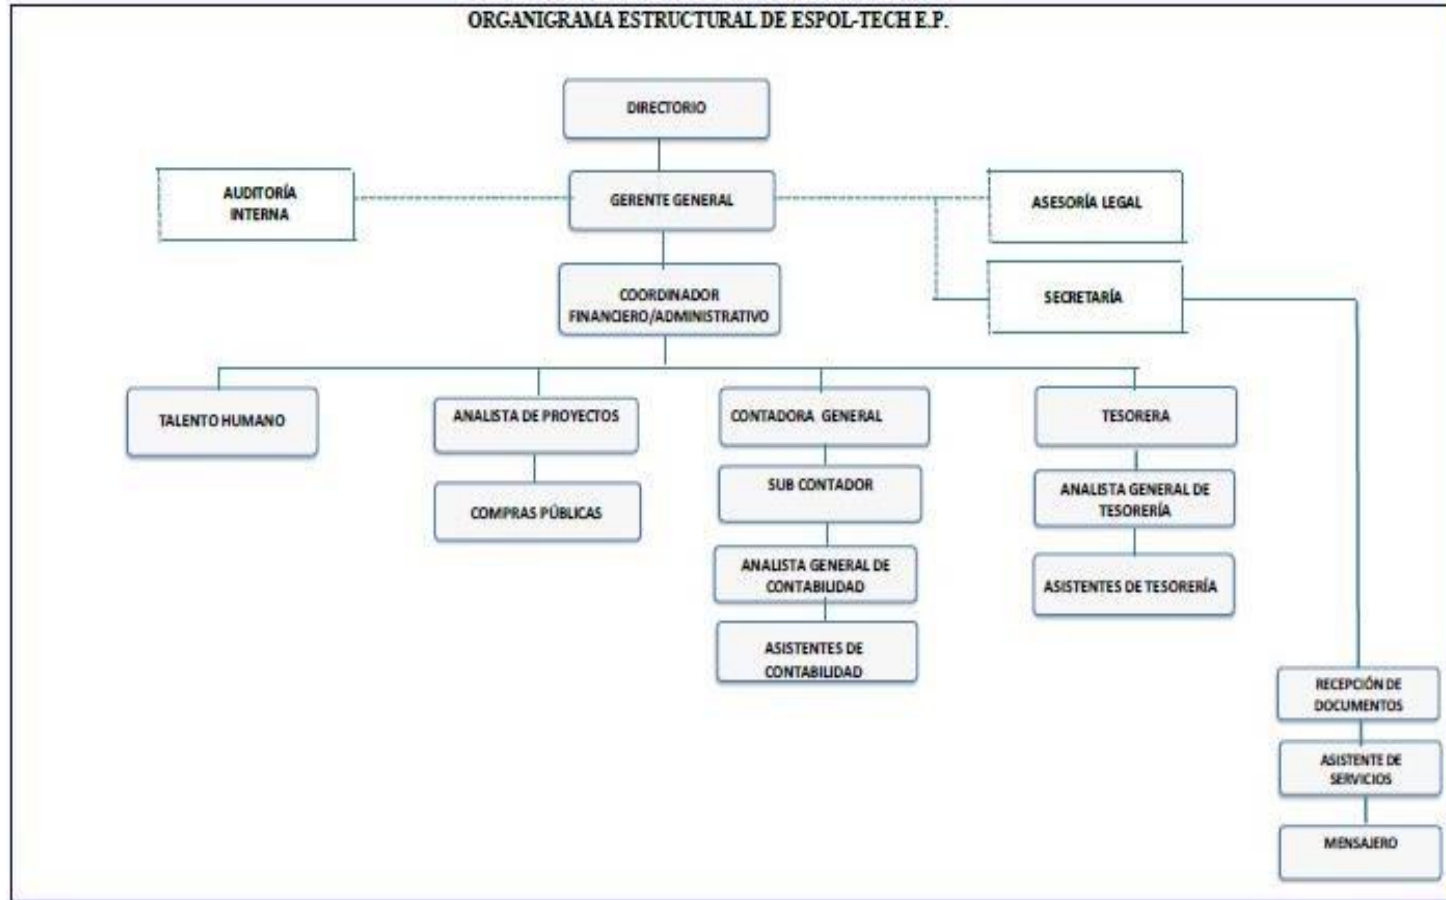 ORGANIGRAMA ESTRUCTURAL DE ESPOL-TECH E.P.
DIRECTORIO
AUDITORÍA
INTERNA
GERENTE GENERAL
ASESORÍA LEGAL
COORDINADOR
FINANCIERO/ADMINISTRATIVO
SECRETARÍA
TALENTO HUMANO
ANALISTA DE PROYECTOS
CONTADORA GENERAL
TESORERA
COMPRAS PÚBLICAS
SUB CONTADOR
ANALISTA GENERAL DE
TESORERÍA
ANALISTA GENERAL DE
CONTABILIDAD
ASISTENTES DE TESORERÍA
ASISTENTES DE
CONTABILIDAD
RECEPCIÓN DE
DOCUMENTOS
ASISTENTE DE
SERVICIOS
MENSAJERO